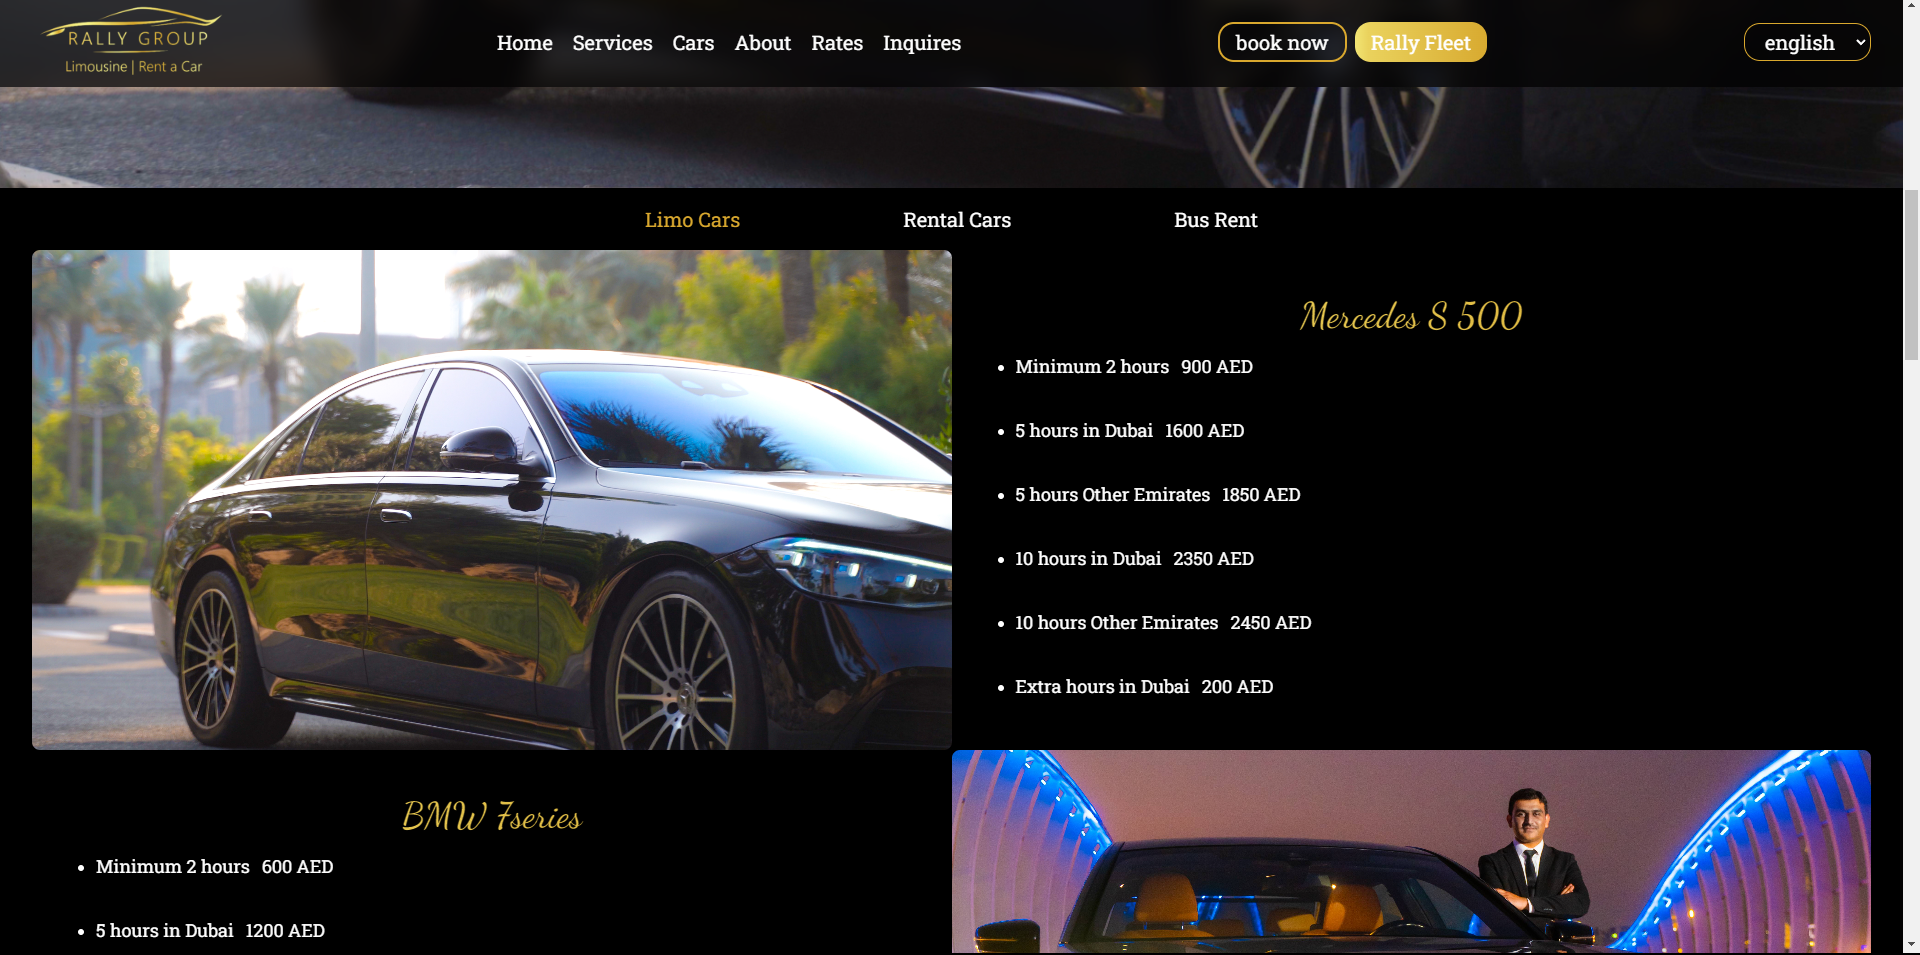 RALLY GROUP
Limousine | Rent a Car
Home Services Cars About Rates Inquires
book now Rally Fleet
english
Limo Cars Rental Cars Bus Rent
Mercedes S 500
Minimum 2 hours 900 AED
5 hours in Dubai 1600 AED
5 hours Other Emirates 1850 AED
10 hours in Dubai 2350 AED
10 hours Other Emirates 2450 AED
Extra hours in Dubai 200 AED
BMW 7series
Minimum 2 hours 600 AED
5 hours in Dubai 1200 AED